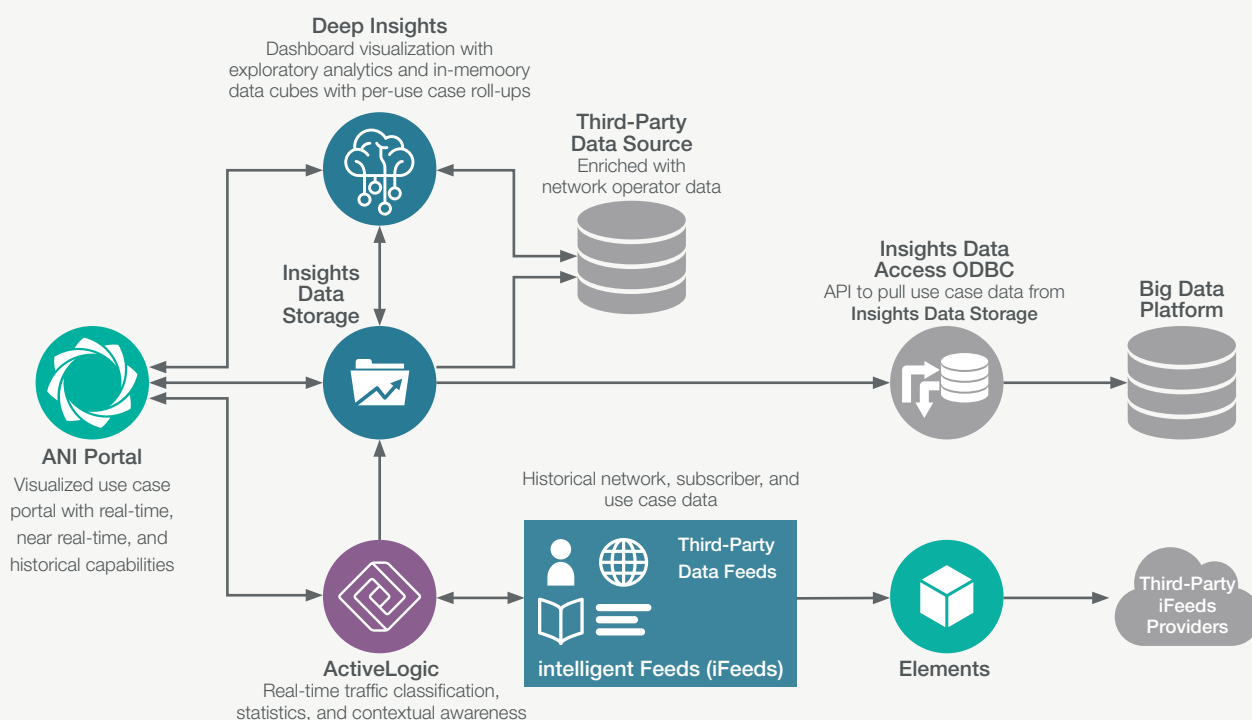 Deep Insights
Dashboard visualization with
exploratory analytics and in-memoory
data cubes with per-use case roll-ups
Third-Party
Data Source
Enriched with
network operator data
Insights
Data
Storage
Insights Data
Access ODBC
API to pull use case data from
Insights Data Storage
Big Data
Platform
ANI Portal
Visualized use case
portal with real-time,
near real-time, and
historical capabilities
Historical network, subscriber, and
use case data
Third-Party
Data Feeds
intelligent Feeds (iFeeds)
ActiveLogic
Real-time traffic classification,
statistics, and contextual awareness
Elements
Third-Party
iFeeds
Providers